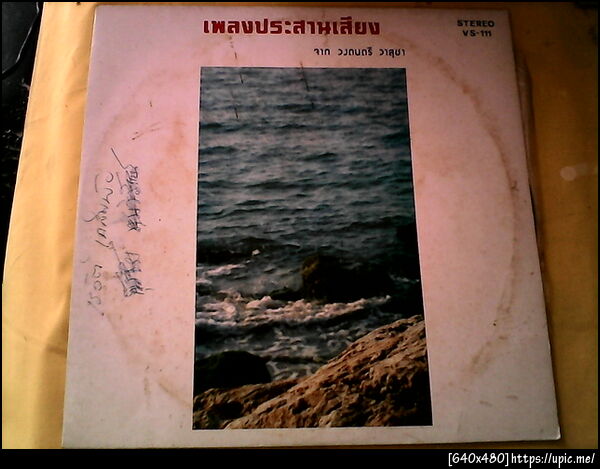 เพลงประสานเสียง
STEREO
VS-111
จาก วงดนตรี วาสุชา
[640x480]https://upic.me/